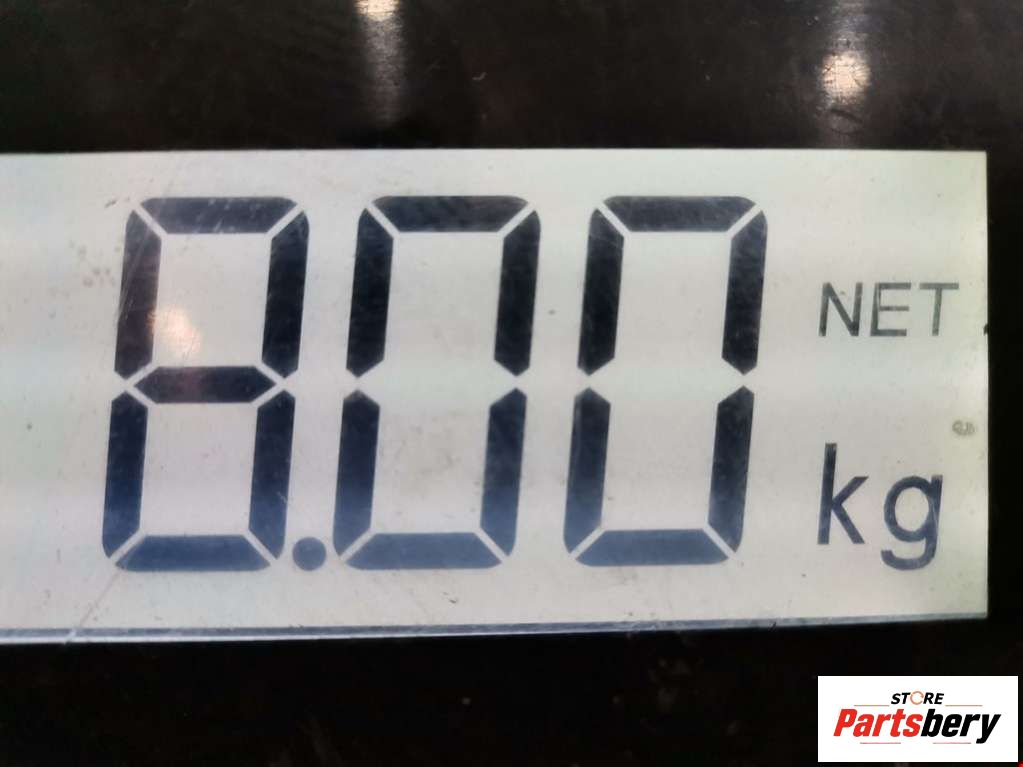 8.00
NET
kg
STORE
Partsbery